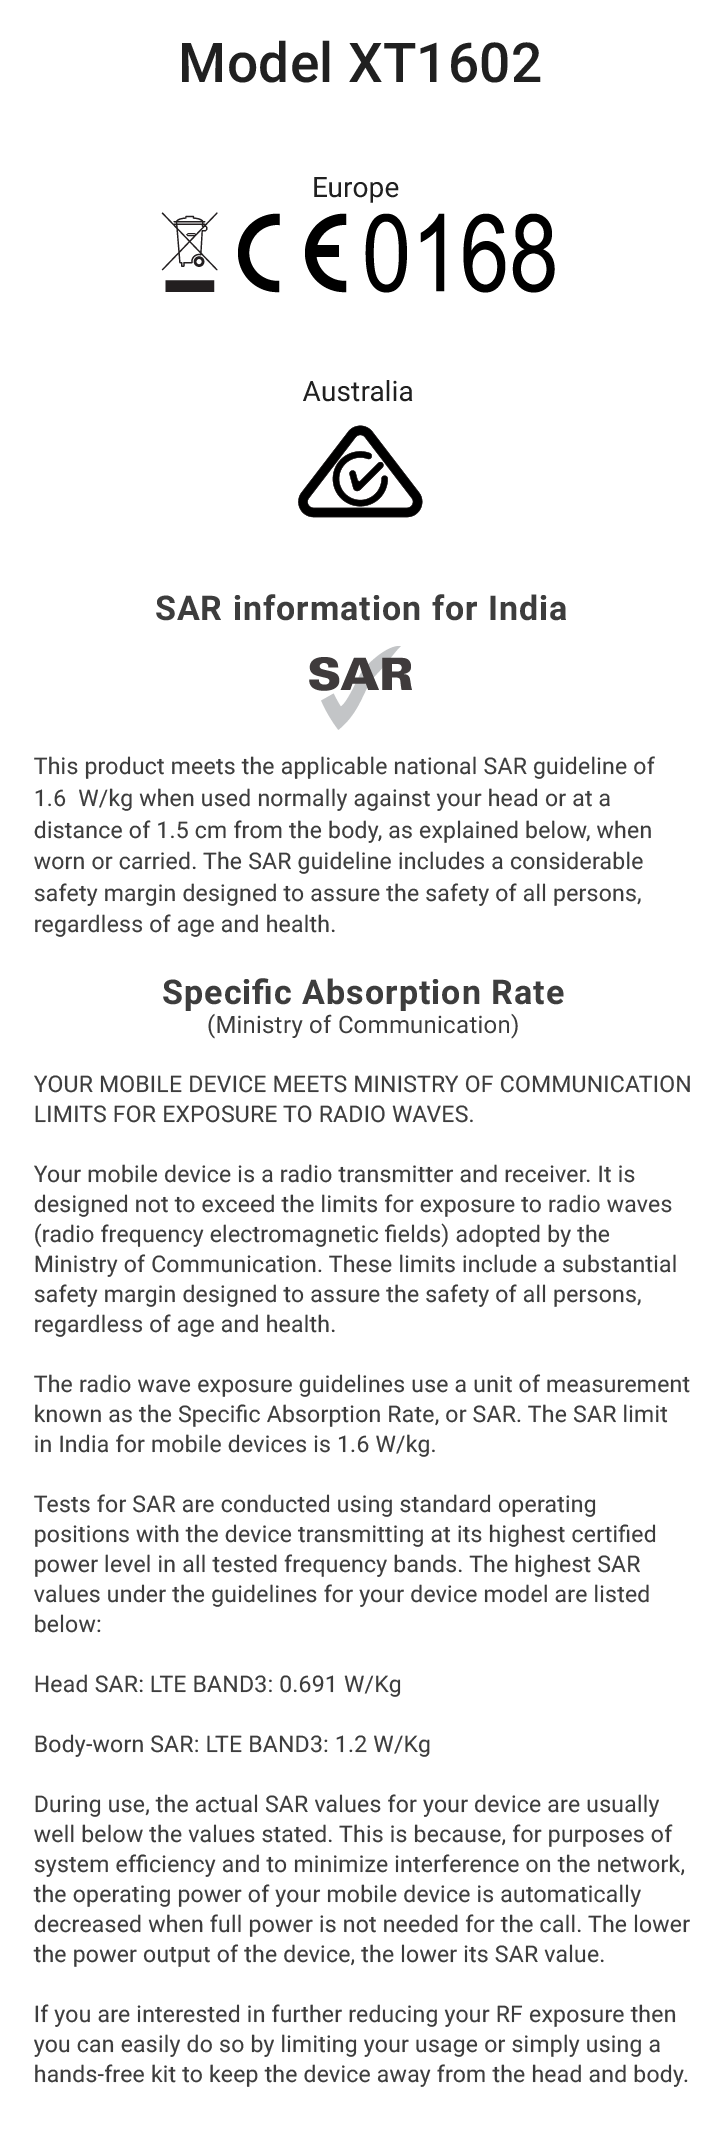 Model XT1602
Europe
CE0168
Australia
SAR information for India
SAR
This product meets the applicable national SAR guideline of
1.6  W/kg when used normally against your head or at a
distance of 1.5 cm from the body, as explained below, when
worn or carried. The SAR guideline includes a considerable
safety margin designed to assure the safety of all persons,
regardless of age and health.
Specific Absorption Rate
(Ministry of Communication)
YOUR MOBILE DEVICE MEETS MINISTRY OF COMMUNICATION
LIMITS FOR EXPOSURE TO RADIO WAVES.
Your mobile device is a radio transmitter and receiver. It is
designed not to exceed the limits for exposure to radio waves
(radio frequency electromagnetic fields) adopted by the
Ministry of Communication. These limits include a substantial
safety margin designed to assure the safety of all persons,
regardless of age and health.
The radio wave exposure guidelines use a unit of measurement
known as the Specific Absorption Rate, or SAR. The SAR limit
in India for mobile devices is 1.6 W/kg.
Tests for SAR are conducted using standard operating
positions with the device transmitting at its highest certified
power level in all tested frequency bands. The highest SAR
values under the guidelines for your device model are listed
below:
Head SAR: LTE BAND3: 0.691 W/Kg
Body-worn SAR: LTE BAND3: 1.2 W/Kg
During use, the actual SAR values for your device are usually
well below the values stated. This is because, for purposes of
system efficiency and to minimize interference on the network,
the operating power of your mobile device is automatically
decreased when full power is not needed for the call. The lower
the power output of the device, the lower its SAR value.
If you are interested in further reducing your RF exposure then
you can easily do so by limiting your usage or simply using a
hands-free kit to keep the device away from the head and body.